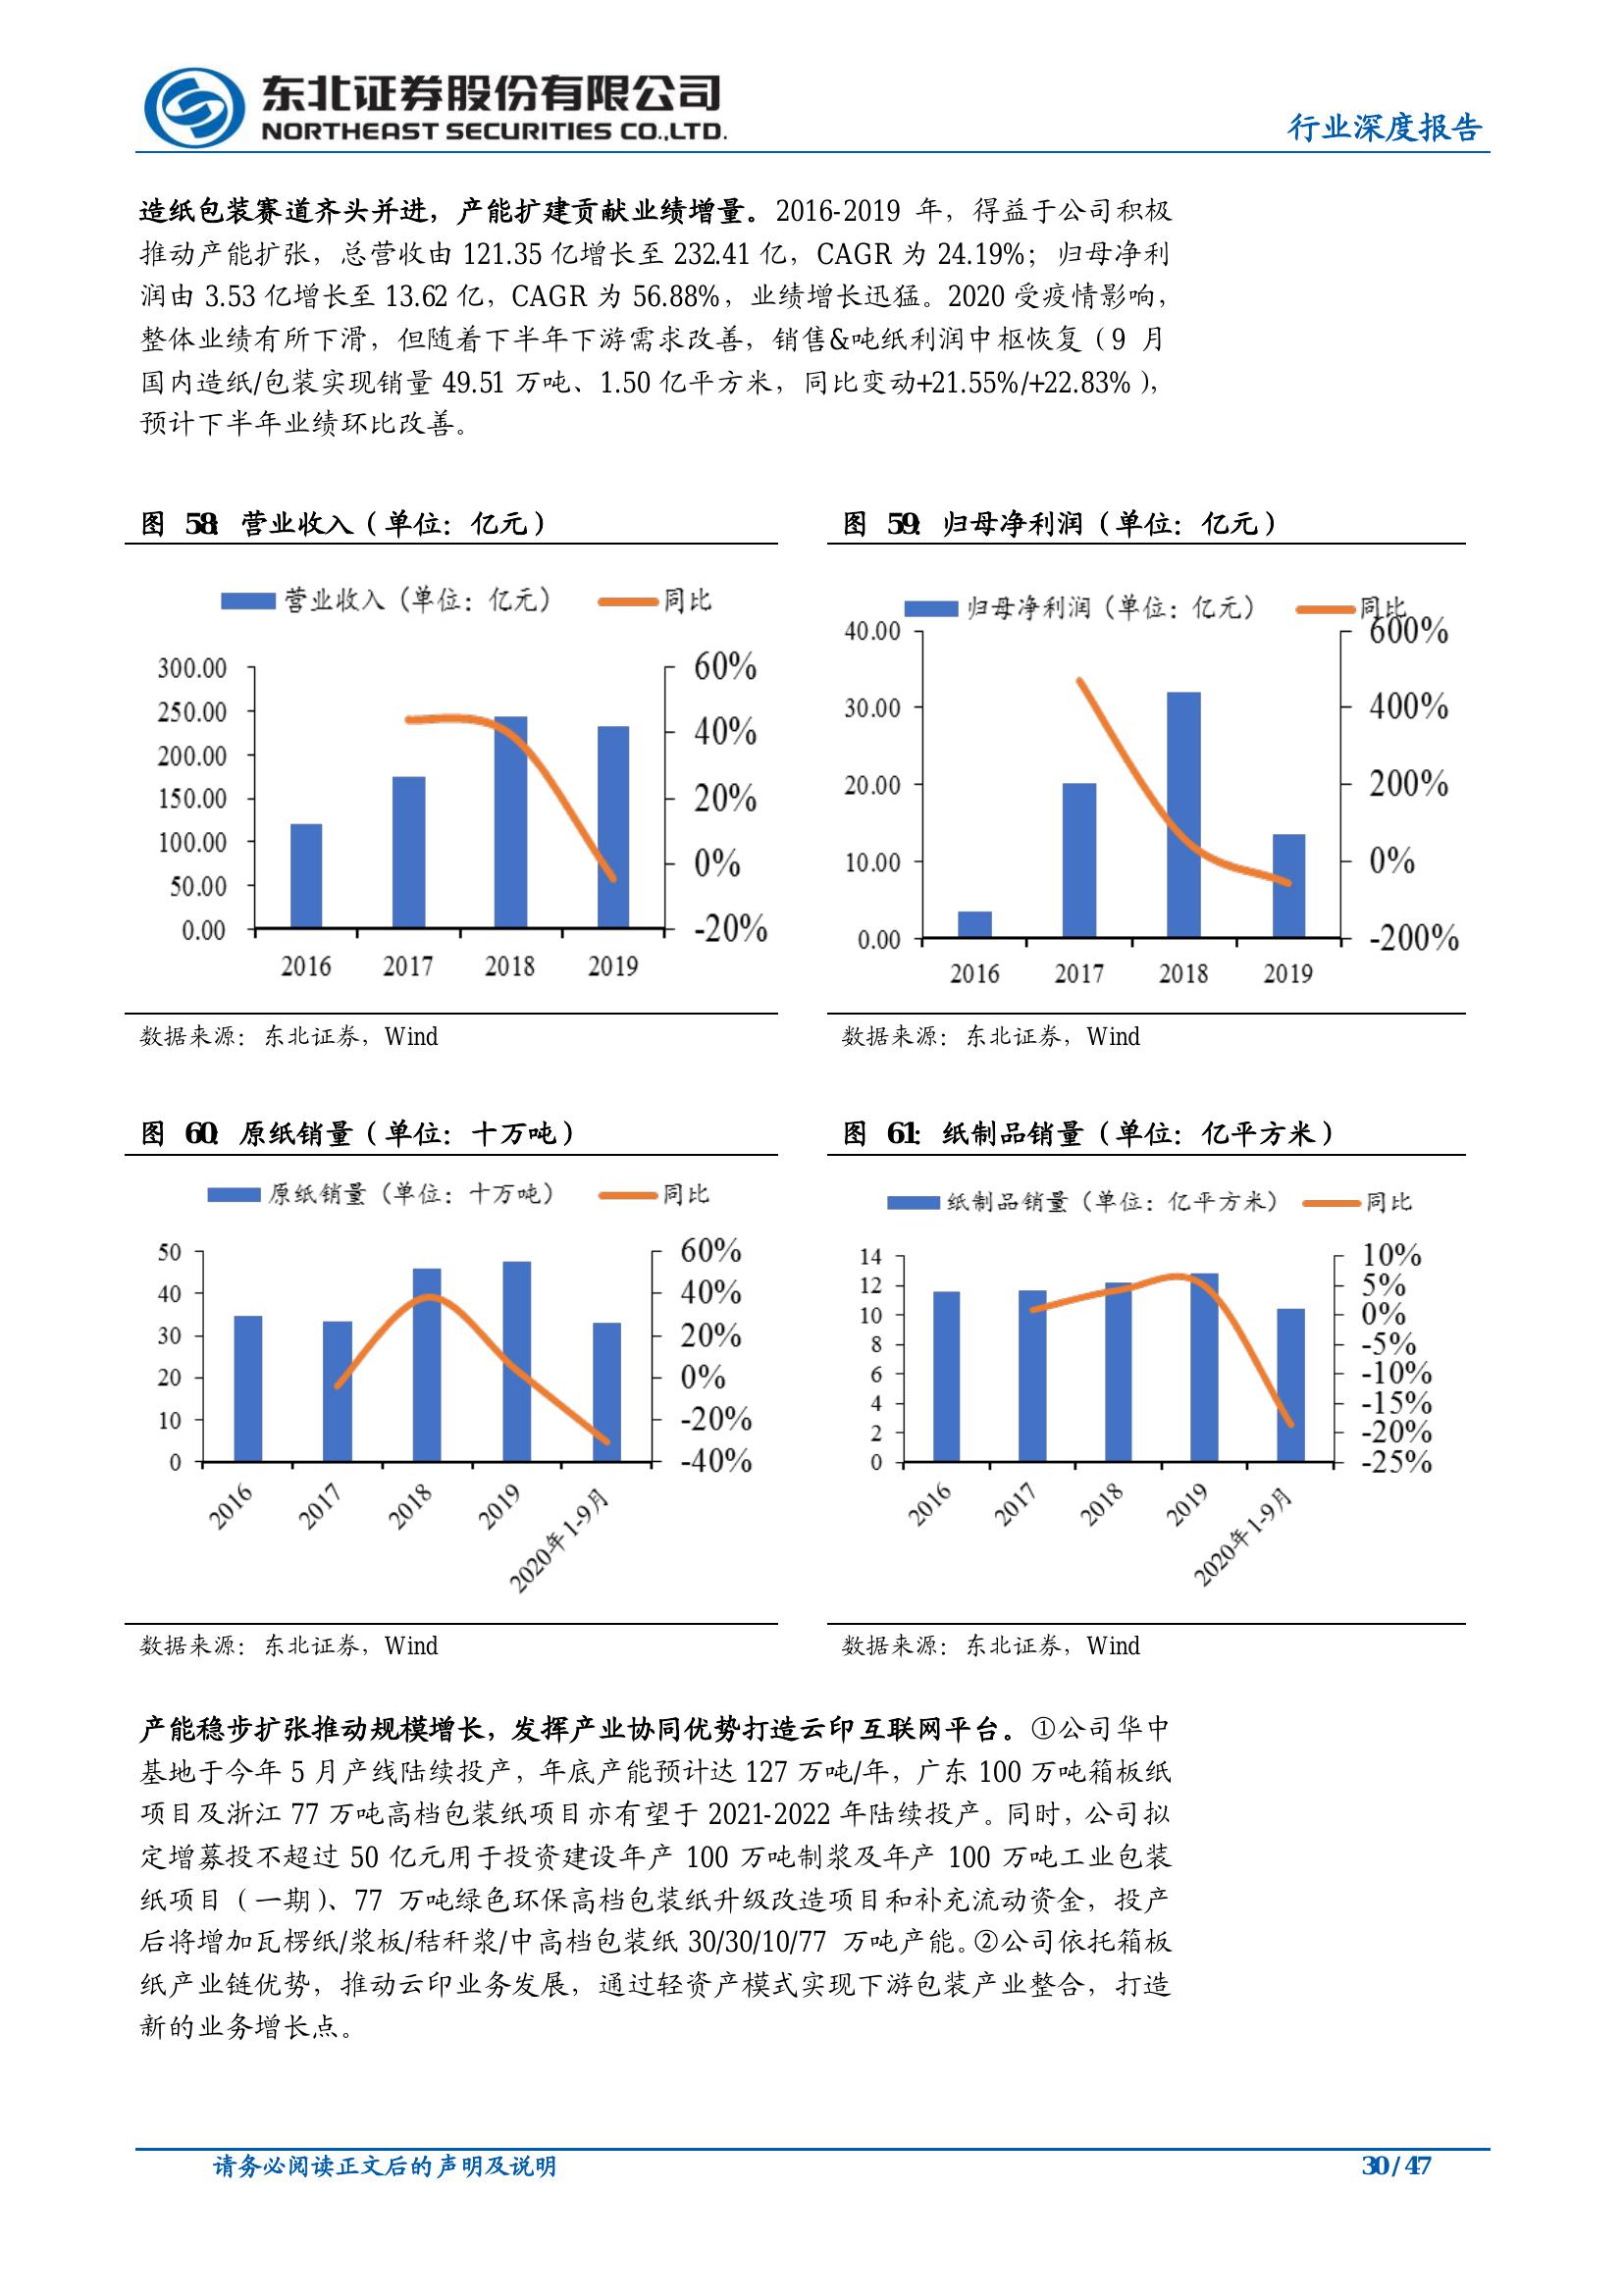 东北证券股份有限公司
NORTHEAST SECURITIES CO.,LTD.
行业深度报告
造纸包装赛道齐头并进，产能扩建贡献业绩增量。2016-2019 年，得益于公司积极
推动产能扩张，总营收由 121.35 亿增长至 232.41 亿，CAGR 为 24.19%；归母净利
润由 3.53 亿增长至 13.62 亿，CAGR 为 56.88%，业绩增长迅猛。2020 受疫情影响，
整体业绩有所下滑，但随着下半年下游需求改善，销售&吨纸利润中枢恢复（9 月
国内造纸/包装实现销量 49.51 万吨、1.50 亿平方米，同比变动+21.55%/+22.83%），
预计下半年业绩环比改善。
图 58：营业收入（单位：亿元）
营业收入（单位：亿元） 同比
300.00
250.00
200.00
150.00
100.00
50.00
0.00
60%
40%
20%
0%
-20%
2016 2017 2018 2019
数据来源：东北证券，Wind
图 59：归母净利润（单位：亿元）
归母净利润（单位：亿元） 同比
40.00
30.00
20.00
10.00
0.00
600%
400%
200%
0%
-200%
2016 2017 2018 2019
数据来源：东北证券，Wind
图 60：原纸销量（单位：十万吨）
原纸销量（单位：十万吨） 同比
50
40
30
20
10
0
60%
40%
20%
0%
-20%
-40%
2016 2017 2018 2019 2020年1-9月
数据来源：东北证券，Wind
图 61：纸制品销量（单位：亿平方米）
纸制品销量（单位：亿平方米） 同比
14
12
10
8
6
4
2
0
10%
5%
0%
-5%
-10%
-15%
-20%
-25%
2016 2017 2018 2019 2020年1-9月
数据来源：东北证券，Wind
产能稳步扩张推动规模增长，发挥产业协同优势打造云印互联网平台。①公司华中
基地于今年 5 月产线陆续投产，年底产能预计达 127 万吨/年，广东 100 万吨箱板纸
项目及浙江 77 万吨高档包装纸项目亦有望于 2021-2022 年陆续投产。同时，公司拟
定增募投不超过 50 亿元用于投资建设年产 100 万吨制浆及年产 100 万吨工业包装
纸项目（一期）、77 万吨绿色环保高档包装纸升级改造项目和补充流动资金，投产
后将增加瓦楞纸/浆板/秸秆浆/中高档包装纸 30/30/10/77 万吨产能。②公司依托箱板
纸产业链优势，推动云印业务发展，通过轻资产模式实现下游包装产业整合，打造
新的业务增长点。
请务必阅读正文后的声明及说明
30 / 47